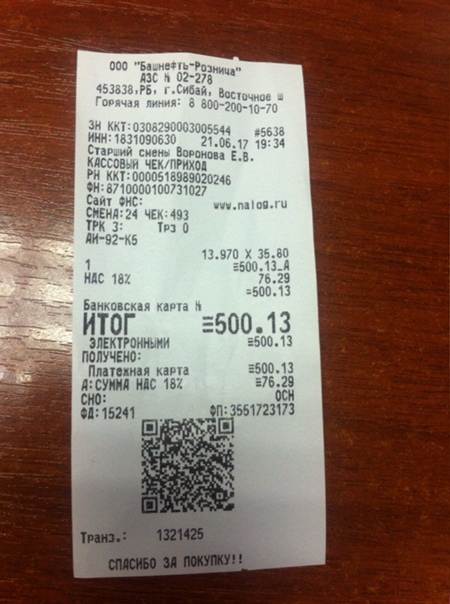 ООО "Башнефть-Розница"
АЗС N 02-278
453838,РБ, г.Сибай, Восточное ш
Горячая линия: 8 800-200-10-70
ЗН ККТ:0308290003005544 #5638
ИНН:1831090630 21.06.17 19:34
Старший смены Воронова Е.В.
КАССОВЫЙ ЧЕК/ПРИХОД
РН ККТ:0000518989020246
ФН:8710000100731027
Сайт ФНС: www.nalog.ru
СМЕНА:24 ЧЕК:493
ТРК 3: Трз 0
АИ-92-К5
13.970 X 35.80
1 ≡500.13_А
НДС 18% 76.29
=500.13
Банковская карта N
ИТОГ ≡500.13
ЭЛЕКТРОННЫМИ ≡500.13
ПОЛУЧЕНО:
Платежная карта ≡500.13
А:СУММА НДС 18% ≡76.29
СНО: ОСН
ФД:15241 ФП:3551723173
Транз.: 1321425
СПАСИБО ЗА ПОКУПКУ!!